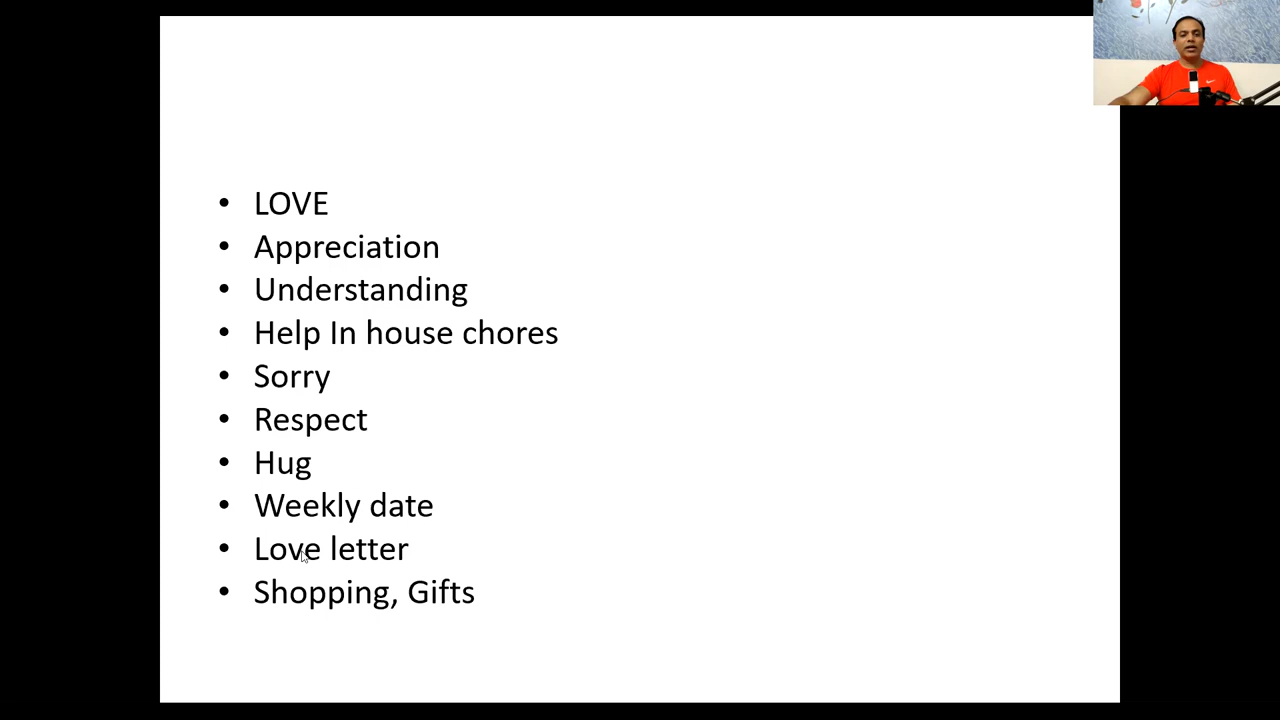 • LOVE
• Appreciation
• Understanding
• Help In house chores
• Sorry
• Respect
• Hug
• Weekly date
• Love letter
• Shopping, Gifts